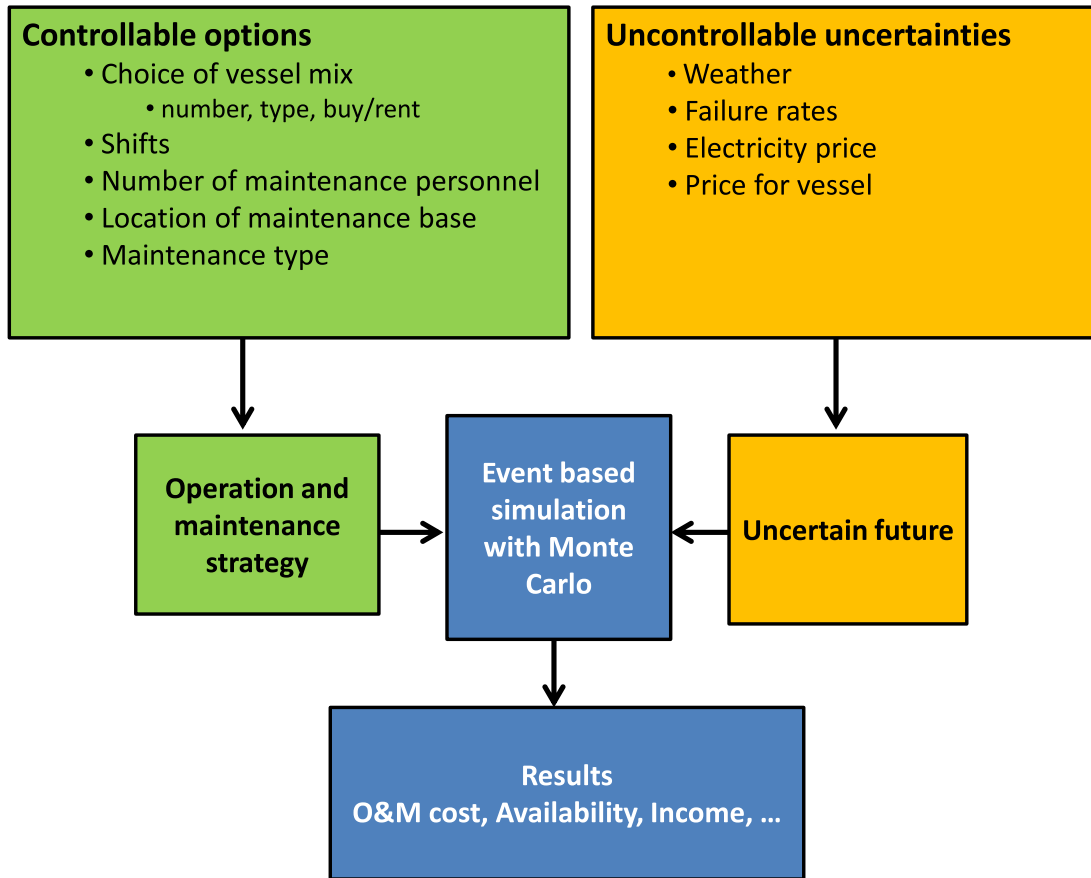 Controllable options
• Choice of vessel mix
• number, type, buy/rent
• Shifts
• Number of maintenance personnel
• Location of maintenance base
• Maintenance type
Uncontrollable uncertainties
• Weather
• Failure rates
• Electricity price
• Price for vessel
Operation and
maintenance
strategy
Event based
simulation
with Monte
Carlo
Uncertain future
Results
O&M cost, Availability, Income, ...